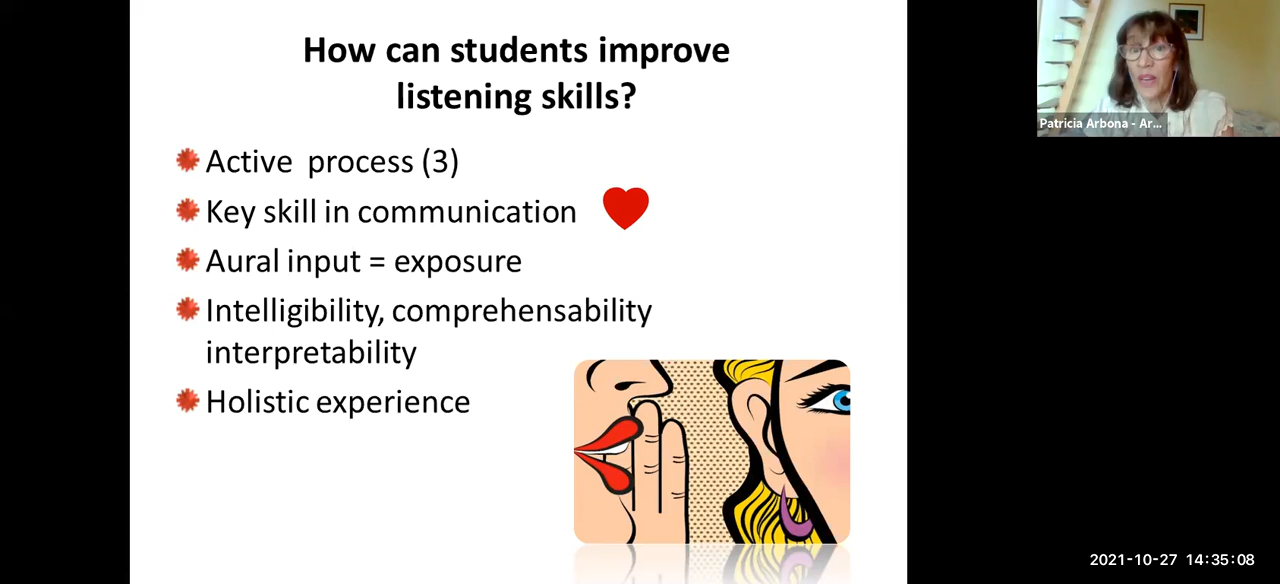 How can students improve
listening skills?
Active process (3)
Key skill in communication
Aural input = exposure
Intelligibility, comprehensability
interpretability
Holistic experience
Patricia Arbona - Ar...
2021-10-27 14:35:08